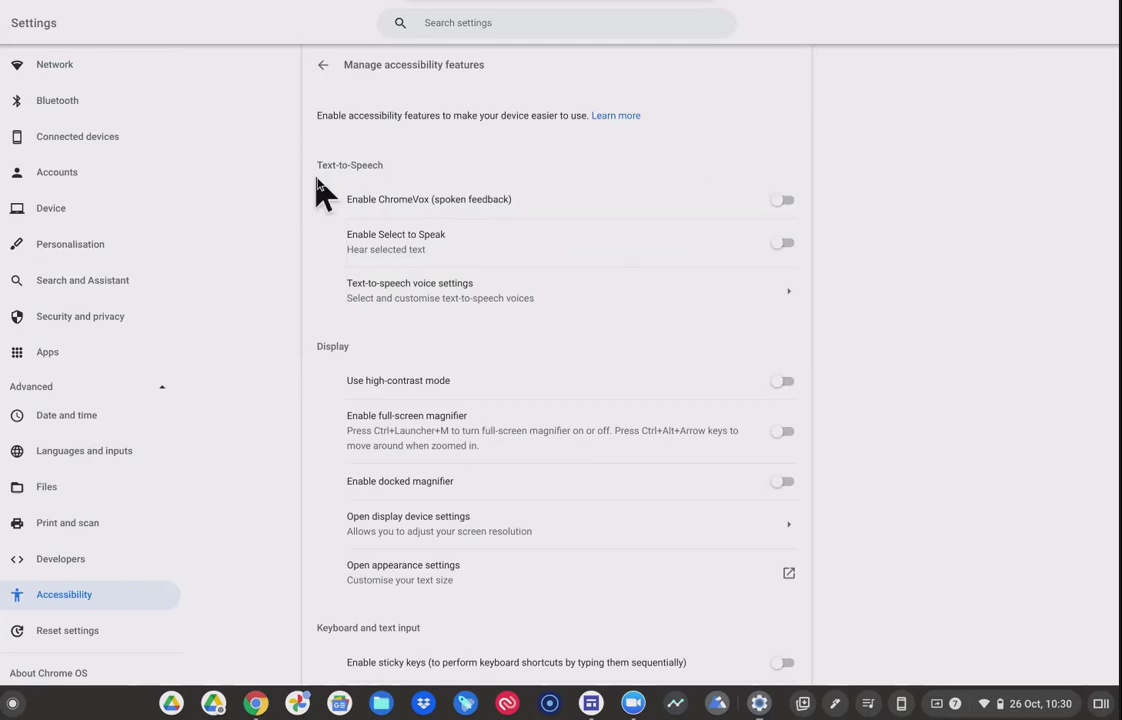 Settings
Search settings
Network
Bluetooth
Connected devices
Accounts
Device
Personalisation
Search and Assistant
Security and privacy
Apps
Advanced
Date and time
Languages and inputs
Files
Print and scan
Developers
Accessibility
Reset settings
About Chrome OS
Manage accessibility features
Enable accessibility features to make your device easier to use. Learn more
Text-to-Speech
Enable ChromeVox (spoken feedback)
Enable Select to Speak
Hear selected text
Text-to-speech voice settings
Select and customise text-to-speech voices
Display
Use high-contrast mode
Enable full-screen magnifier
Press Ctrl+Launcher+M to turn full-screen magnifier on or off. Press Ctrl+Alt+Arrow keys to
move around when zoomed in.
Enable docked magnifier
Open display device settings
Allows you to adjust your screen resolution
Open appearance settings
Customise your text size
Keyboard and text input
Enable sticky keys (to perform keyboard shortcuts by typing them sequentially)
7
26 Oct, 10:30